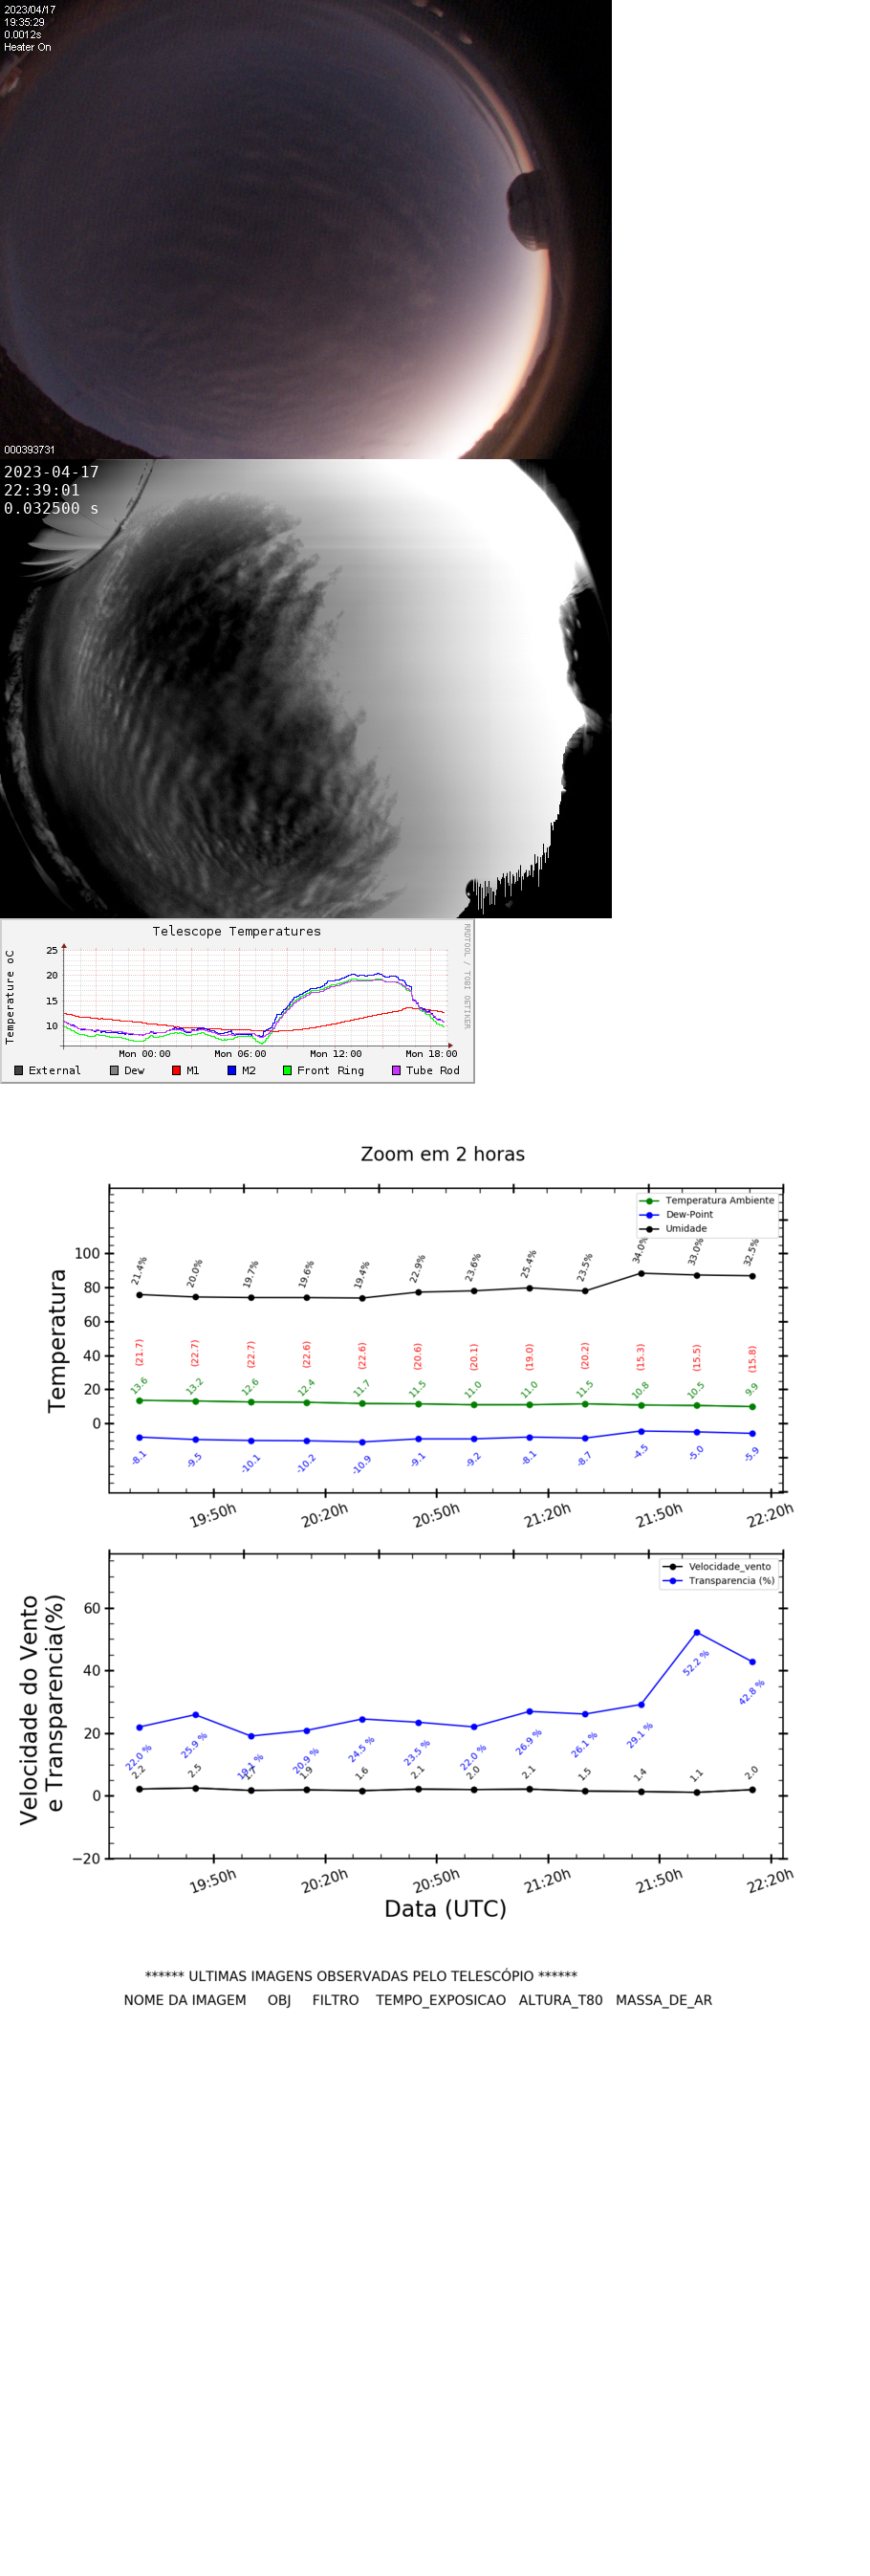 2023/04/17
19:35:29
0.0012s
Heater On
000393731
2023-04-17
22:39:01
0.032500 s
Telescope Temperatures
RRDTOOL / TOBI OETIKER
Temperature oC
25
20
15
10
Mon 00:00 Mon 06:00 Mon 12:00 Mon 18:00
External Dew M1 M2 Front Ring Tube Rod
Zoom em 2 horas
Temperatura Ambiente
Dew-Point
Umidade
Temperatura
100
80
60
40
20
0
21.4% 20.0% 19.7% 19.6% 19.4% 22.9% 23.6% 25.4% 23.5% 34.0% 33.0% 32.5%
(21.7) (22.7) (22.7) (22.6) (22.6) (20.6) (20.1) (19.0) (20.2) (15.3) (15.5) (15.8)
13.6 13.2 12.6 12.4 11.7 11.5 11.0 11.0 11.5 10.8 10.5 9.9
-8.1 -9.5 -10.1 -10.2 -10.9 -9.1 -9.2 -8.1 -8.7 -4.5 -5.0 -5.9
19:50h 20:20h 20:50h 21:20h 21:50h 22:20h
Velocidade_vento
Transparencia (%)
Velocidade do Vento
e Transparencia(%)
60
40
20
0
−20
22.0 % 25.9 % 19.1 % 20.9 % 24.5 % 23.5 % 22.0 % 26.9 % 26.1 % 29.1 % 52.2 % 42.8 %
2.2 2.5 1.7 1.9 1.6 2.1 2.0 2.1 1.5 1.4 1.1 2.0
19:50h 20:20h 20:50h 21:20h 21:50h 22:20h
Data (UTC)
****** ULTIMAS IMAGENS OBSERVADAS PELO TELESCÓPIO ******
NOME DA IMAGEM OBJ FILTRO TEMPO_EXPOSICAO ALTURA_T80 MASSA_DE_AR